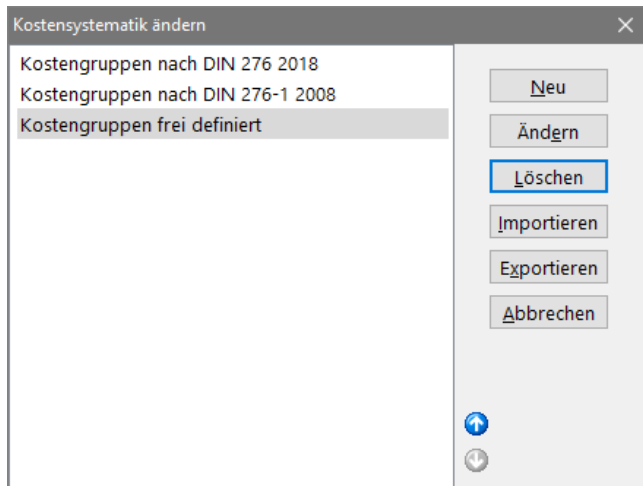 Kostensystematik ändern
Kostengruppen nach DIN 276 2018
Kostengruppen nach DIN 276-1 2008
Kostengruppen frei definiert
Neu
Ändern
Löschen
Importieren
Exportieren
Abbrechen